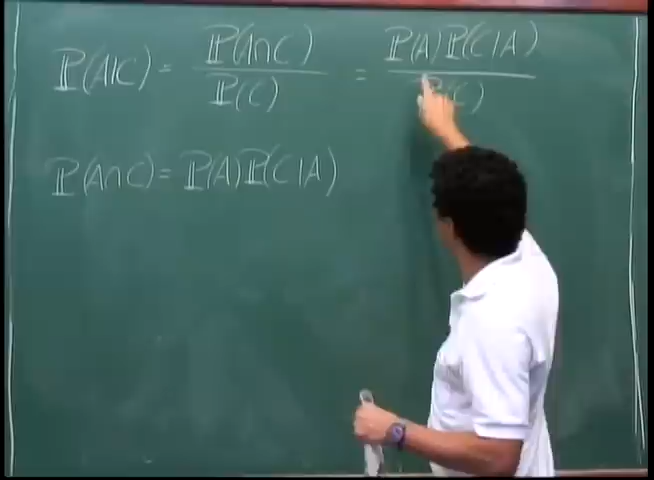 ℙ(A|C) = ℙ(A∩C)/ℙ(C) = ℙ(A)ℙ(C|A)/ℙ(C)
ℙ(A∩C) = ℙ(A)ℙ(C|A)